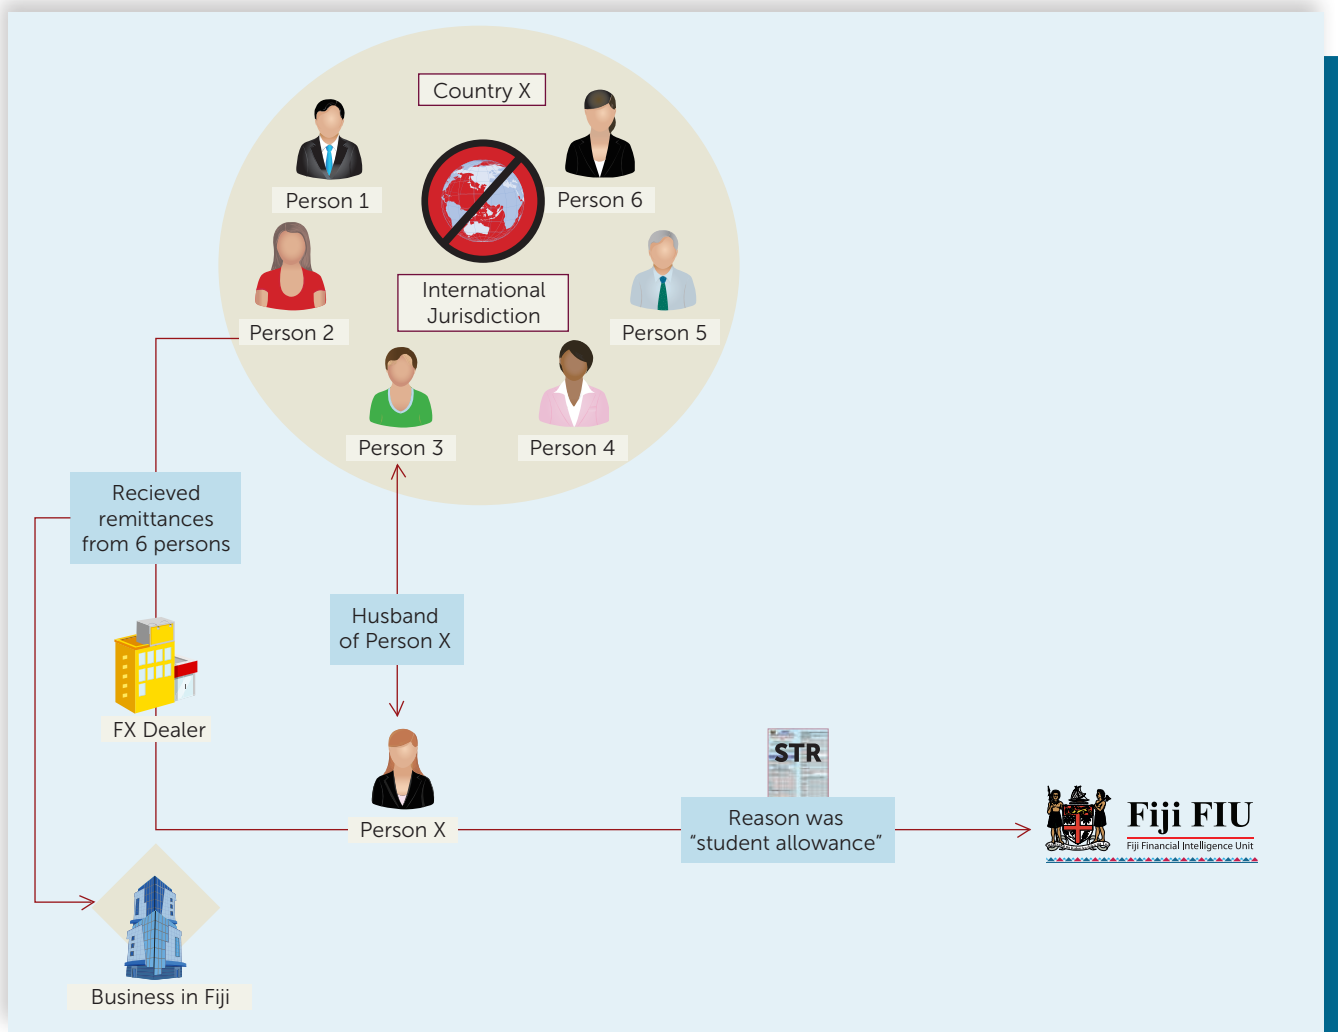 Country X
Person 1
Person 6
Person 2
International
Jurisdiction
Person 5
Person 3
Person 4
Recieved
remittances
from 6 persons
Husband
of Person X
FX Dealer
Person X
STR
Reason was
“student allowance”
Fiji FIU
Fiji Financial Intelligence Unit
Business in Fiji